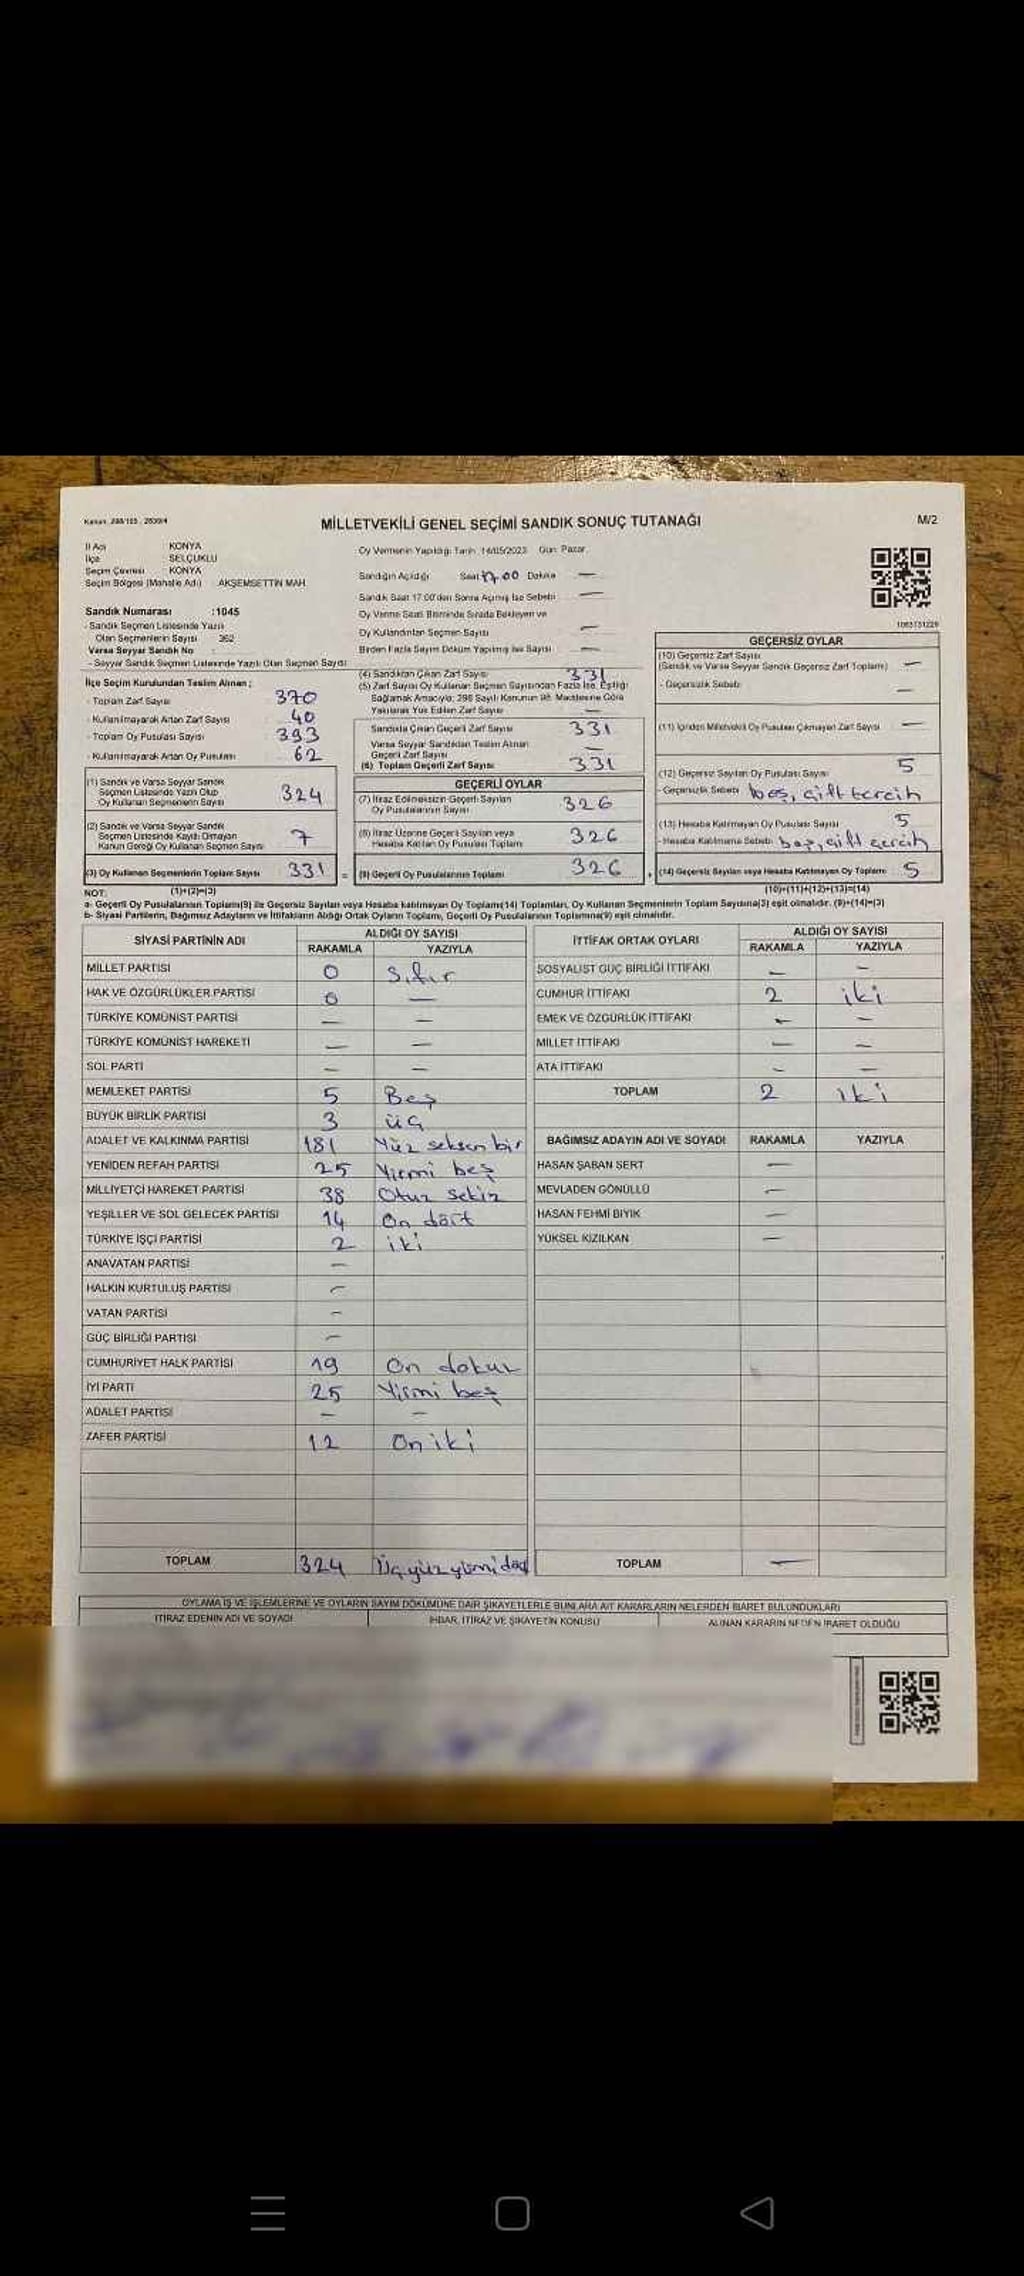 Kanun: 298/105 , 2839/4
MİLLETVEKİLİ GENEL SEÇİMİ SANDIK SONUÇ TUTANAĞI
M/2
İl Adı : KONYA
İlçe : SELÇUKLU
Seçim Çevresi : KONYA
Seçim Bölgesi (Mahalle Adı) : AKŞEMSETTİN MAH.
Sandık Numarası :1045
- Sandık Seçmen Listesinde Yazılı
Olan Seçmenlerin Sayısı : 362
Varsa Seyyar Sandık No :
- Seyyar Sandık Seçmen Listesinde Yazılı Olan Seçmen Sayısı:
Oy Vermenin Yapıldığı Tarih: 14/05/2023 Gün: Pazar.
Sandığın Açıldığı Saat 17.00 Dakika —
Sandık Saat 17.00'den Sonra Açılmış İse Sebebi —
Oy Verme Saati Bitiminde Sırada Bekleyen ve
Oy Kullandırılan Seçmen Sayısı —
Birden Fazla Sayım Döküm Yapılmış İse Sayısı —
1063731229
İlçe Seçim Kurulundan Teslim Alınan ;
- Toplam Zarf Sayısı : 370
- Kullanılmayarak Artan Zarf Sayısı : 40
- Toplam Oy Pusulası Sayısı : 393
- Kullanılmayarak Artan Oy Pusulası : 62
(1) Sandık ve Varsa Seyyar Sandık
Seçmen Listesinde Yazılı Olup
Oy Kullanan Seçmenlerin Sayısı : 324
(2) Sandık ve Varsa Seyyar Sandık
Seçmen Listesinde Kayıtlı Olmayan
Kanun Gereği Oy Kullanan Seçmen Sayısı : 7
(3) Oy Kullanan Seçmenlerin Toplam Sayısı : 331 =
(4) Sandıktan Çıkan Zarf Sayısı : 331
(5) Zarf Sayısı Oy Kullanan Seçmen Sayısından Fazla İse, Eşitliği
Sağlamak Amacıyla; 298 Sayılı Kanunun 98. Maddesine Göre
Yakılarak Yok Edilen Zarf Sayısı : —
Sandıkta Çıkan Geçerli Zarf Sayısı : 331
Varsa Seyyar Sandıktan Teslim Alınan
Geçerli Zarf Sayısı : —
(6) Toplam Geçerli Zarf Sayısı : 331
GEÇERLİ OYLAR
(7) İtiraz Edilmeksizin Geçerli Sayılan
Oy Pusulalarının Sayısı : 326
(8) İtiraz Üzerine Geçerli Sayılan veya
Hesaba Katılan Oy Pusulası Toplamı : 326
(9) Geçerli Oy Pusulalarının Toplamı : 326 +
GEÇERSİZ OYLAR
(10) Geçersiz Zarf Sayısı
(Sandık ve Varsa Seyyar Sandık Geçersiz Zarf Toplamı) : —
- Geçersizlik Sebebi: —
(11) İçinden Milletvekili Oy Pusulası Çıkmayan Zarf Sayısı : —
(12) Geçersiz Sayılan Oy Pusulası Sayısı : 5
- Geçersizlik Sebebi: boş, çift tercih
(13) Hesaba Katılmayan Oy Pusulası Sayısı : 5
- Hesaba Katılmama Sebebi: boş, çift tercih
(14) Geçersiz Sayılan veya Hesaba Katılmayan Oy Toplamı : 5
NOT: (1)+(2)=(3) (10)+(11)+(12)+(13)=(14)
a- Geçerli Oy Pusulalarının Toplamı(9) ile Geçersiz Sayılan veya Hesaba katılmayan Oy Toplamı(14) Toplamları, Oy Kullanan Seçmenlerin Toplam Sayısına(3) eşit olmalıdır. (9)+(14)=(3)
b- Siyasi Partilerin, Bağımsız Adayların ve İttifakların Aldığı Ortak Oyların Toplamı, Geçerli Oy Pusulalarının Toplamına(9) eşit olmalıdır.
SİYASİ PARTİNİN ADI ALDIĞI OY SAYISI
RAKAMLA YAZIYLA
MİLLET PARTİSİ 0 Sıfır
HAK VE ÖZGÜRLÜKLER PARTİSİ 0 —
TÜRKİYE KOMÜNİST PARTİSİ — —
TÜRKİYE KOMÜNİST HAREKETİ — —
SOL PARTİ — —
MEMLEKET PARTİSİ 5 Beş
BÜYÜK BİRLİK PARTİSİ 3 üç
ADALET VE KALKINMA PARTİSİ 181 Yüz seksen bir
YENİDEN REFAH PARTİSİ 25 Yirmi beş
MİLLİYETÇİ HAREKET PARTİSİ 38 Otuz sekiz
YEŞİLLER VE SOL GELECEK PARTİSİ 14 On dört
TÜRKİYE İŞÇİ PARTİSİ 2 iki
ANAVATAN PARTİSİ —
HALKIN KURTULUŞ PARTİSİ —
VATAN PARTİSİ —
GÜÇ BİRLİĞİ PARTİSİ —
CUMHURİYET HALK PARTİSİ 19 On dokuz
İYİ PARTİ 25 Yirmi beş
ADALET PARTİSİ — —
ZAFER PARTİSİ 12 On iki
TOPLAM 324 Üçyüzyirmidört
İTTİFAK ORTAK OYLARI ALDIĞI OY SAYISI
RAKAMLA YAZIYLA
SOSYALİST GÜÇ BİRLİĞİ İTTİFAKI — —
CUMHUR İTTİFAKI 2 iki
EMEK VE ÖZGÜRLÜK İTTİFAKI — —
MİLLET İTTİFAKI — —
ATA İTTİFAKI — —
TOPLAM 2 iki
BAĞIMSIZ ADAYIN ADI VE SOYADI RAKAMLA YAZIYLA
HASAN ŞABAN SERT —
MEVLADEN GÖNÜLLÜ —
HASAN FEHMİ BIYIK —
YÜKSEL KIZILKAN —
TOPLAM —
OYLAMA İŞ VE İŞLEMLERİNE VE OYLARIN SAYIM DÖKÜMÜNE DAİR ŞİKAYETLERLE BUNLARA AİT KARARLARIN NELERDEN İBARET BULUNDUKLARI
İTİRAZ EDENİN ADI VE SOYADI İHBAR, İTİRAZ VE ŞİKAYETİN KONUSU ALINAN KARARIN NEDEN İBARET OLDUĞU